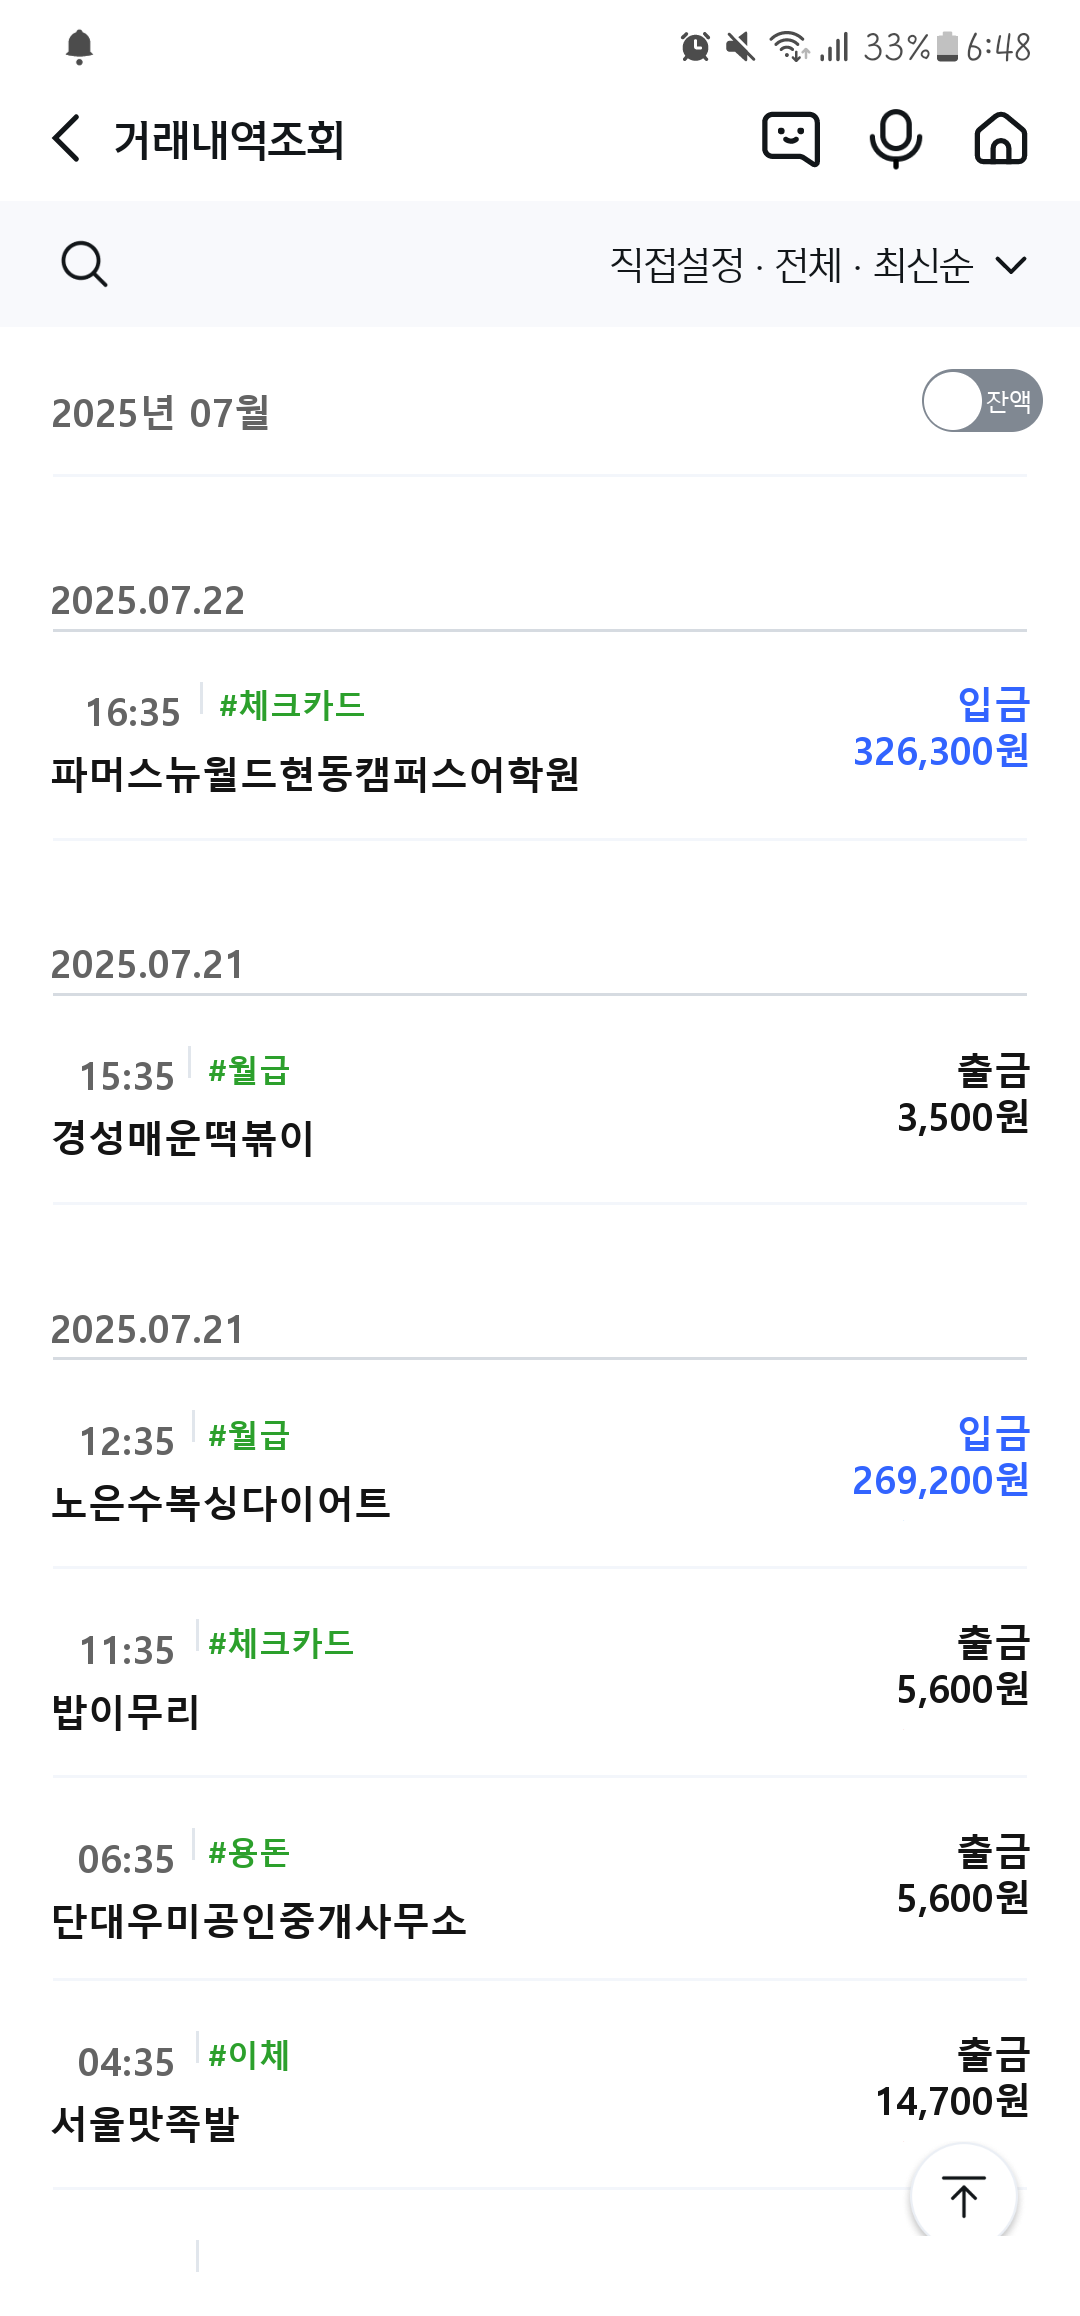 33% 6:48
거래내역조회
직접설정 · 전체 · 최신순
2025년 07월
잔액
2025.07.22
16:35 #체크카드
입금
326,300원
파머스뉴월드현동캠퍼스어학원
2025.07.21
15:35 #월급
출금
3,500원
경성매운떡볶이
2025.07.21
12:35 #월급
입금
269,200원
노은수복싱다이어트
11:35 #체크카드
출금
5,600원
밥이무리
06:35 #용돈
출금
5,600원
단대우미공인중개사무소
04:35 #이체
출금
14,700원
서울맛족발